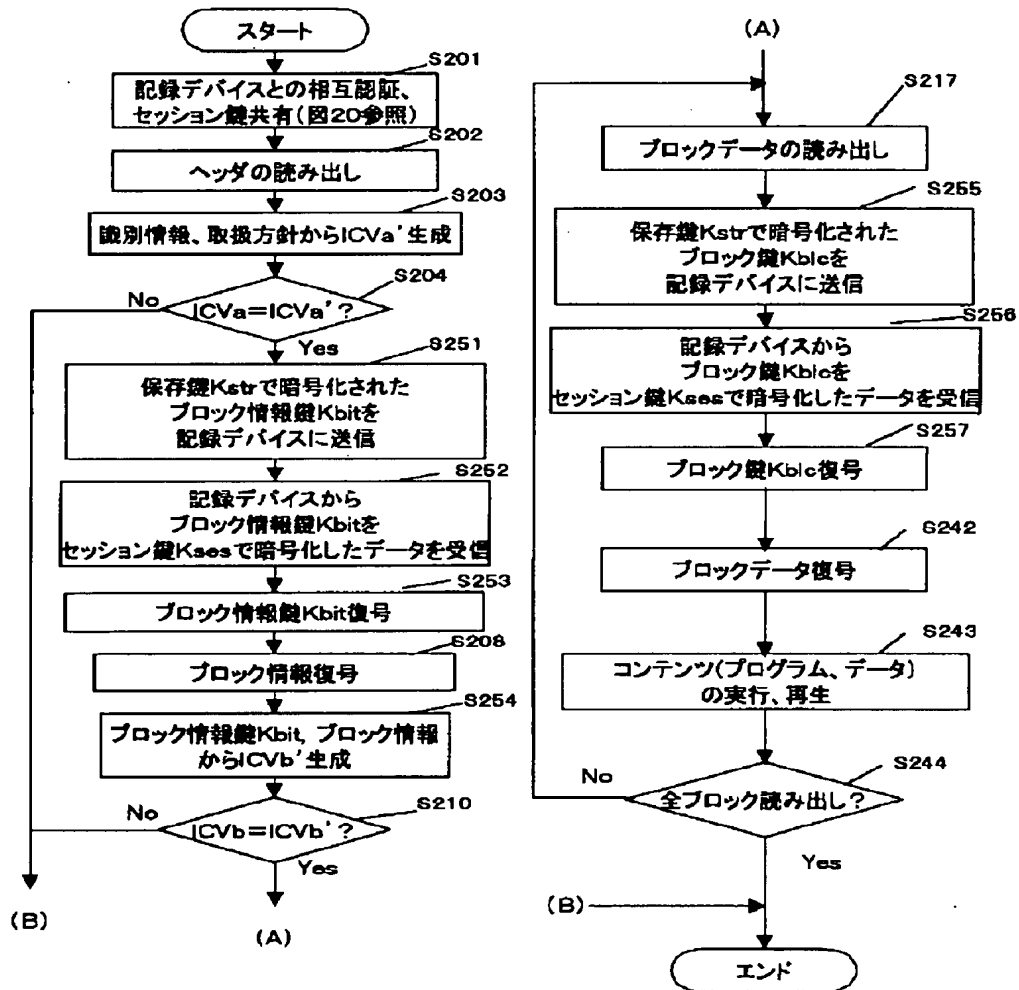 スタート
S201
記録デバイスとの相互認証、
セッション鍵共有(図20参照)
S202
ヘッダの読み出し
S203
識別情報、取扱方針からICVa'生成
S204
ICVa=ICVa'?
No
Yes
S251
保存鍵Kstrで暗号化された
ブロック情報鍵Kbitを
記録デバイスに送信
S252
記録デバイスから
ブロック情報鍵Kbitを
セッション鍵Ksesで暗号化したデータを受信
S253
ブロック情報鍵Kbit復号
S208
ブロック情報復号
S254
ブロック情報鍵Kbit, ブロック情報
からICVb'生成
S210
ICVb=ICVb'?
No
Yes
(B)
(A)
(A)
S217
ブロックデータの読み出し
S255
保存鍵Kstrで暗号化された
ブロック鍵Kblcを
記録デバイスに送信
S256
記録デバイスから
ブロック鍵Kblcを
セッション鍵Ksesで暗号化したデータを受信
S257
ブロック鍵Kblc復号
S242
ブロックデータ復号
S243
コンテンツ(プログラム、データ)
の実行、再生
S244
全ブロック読み出し?
No
Yes
(B)
エンド